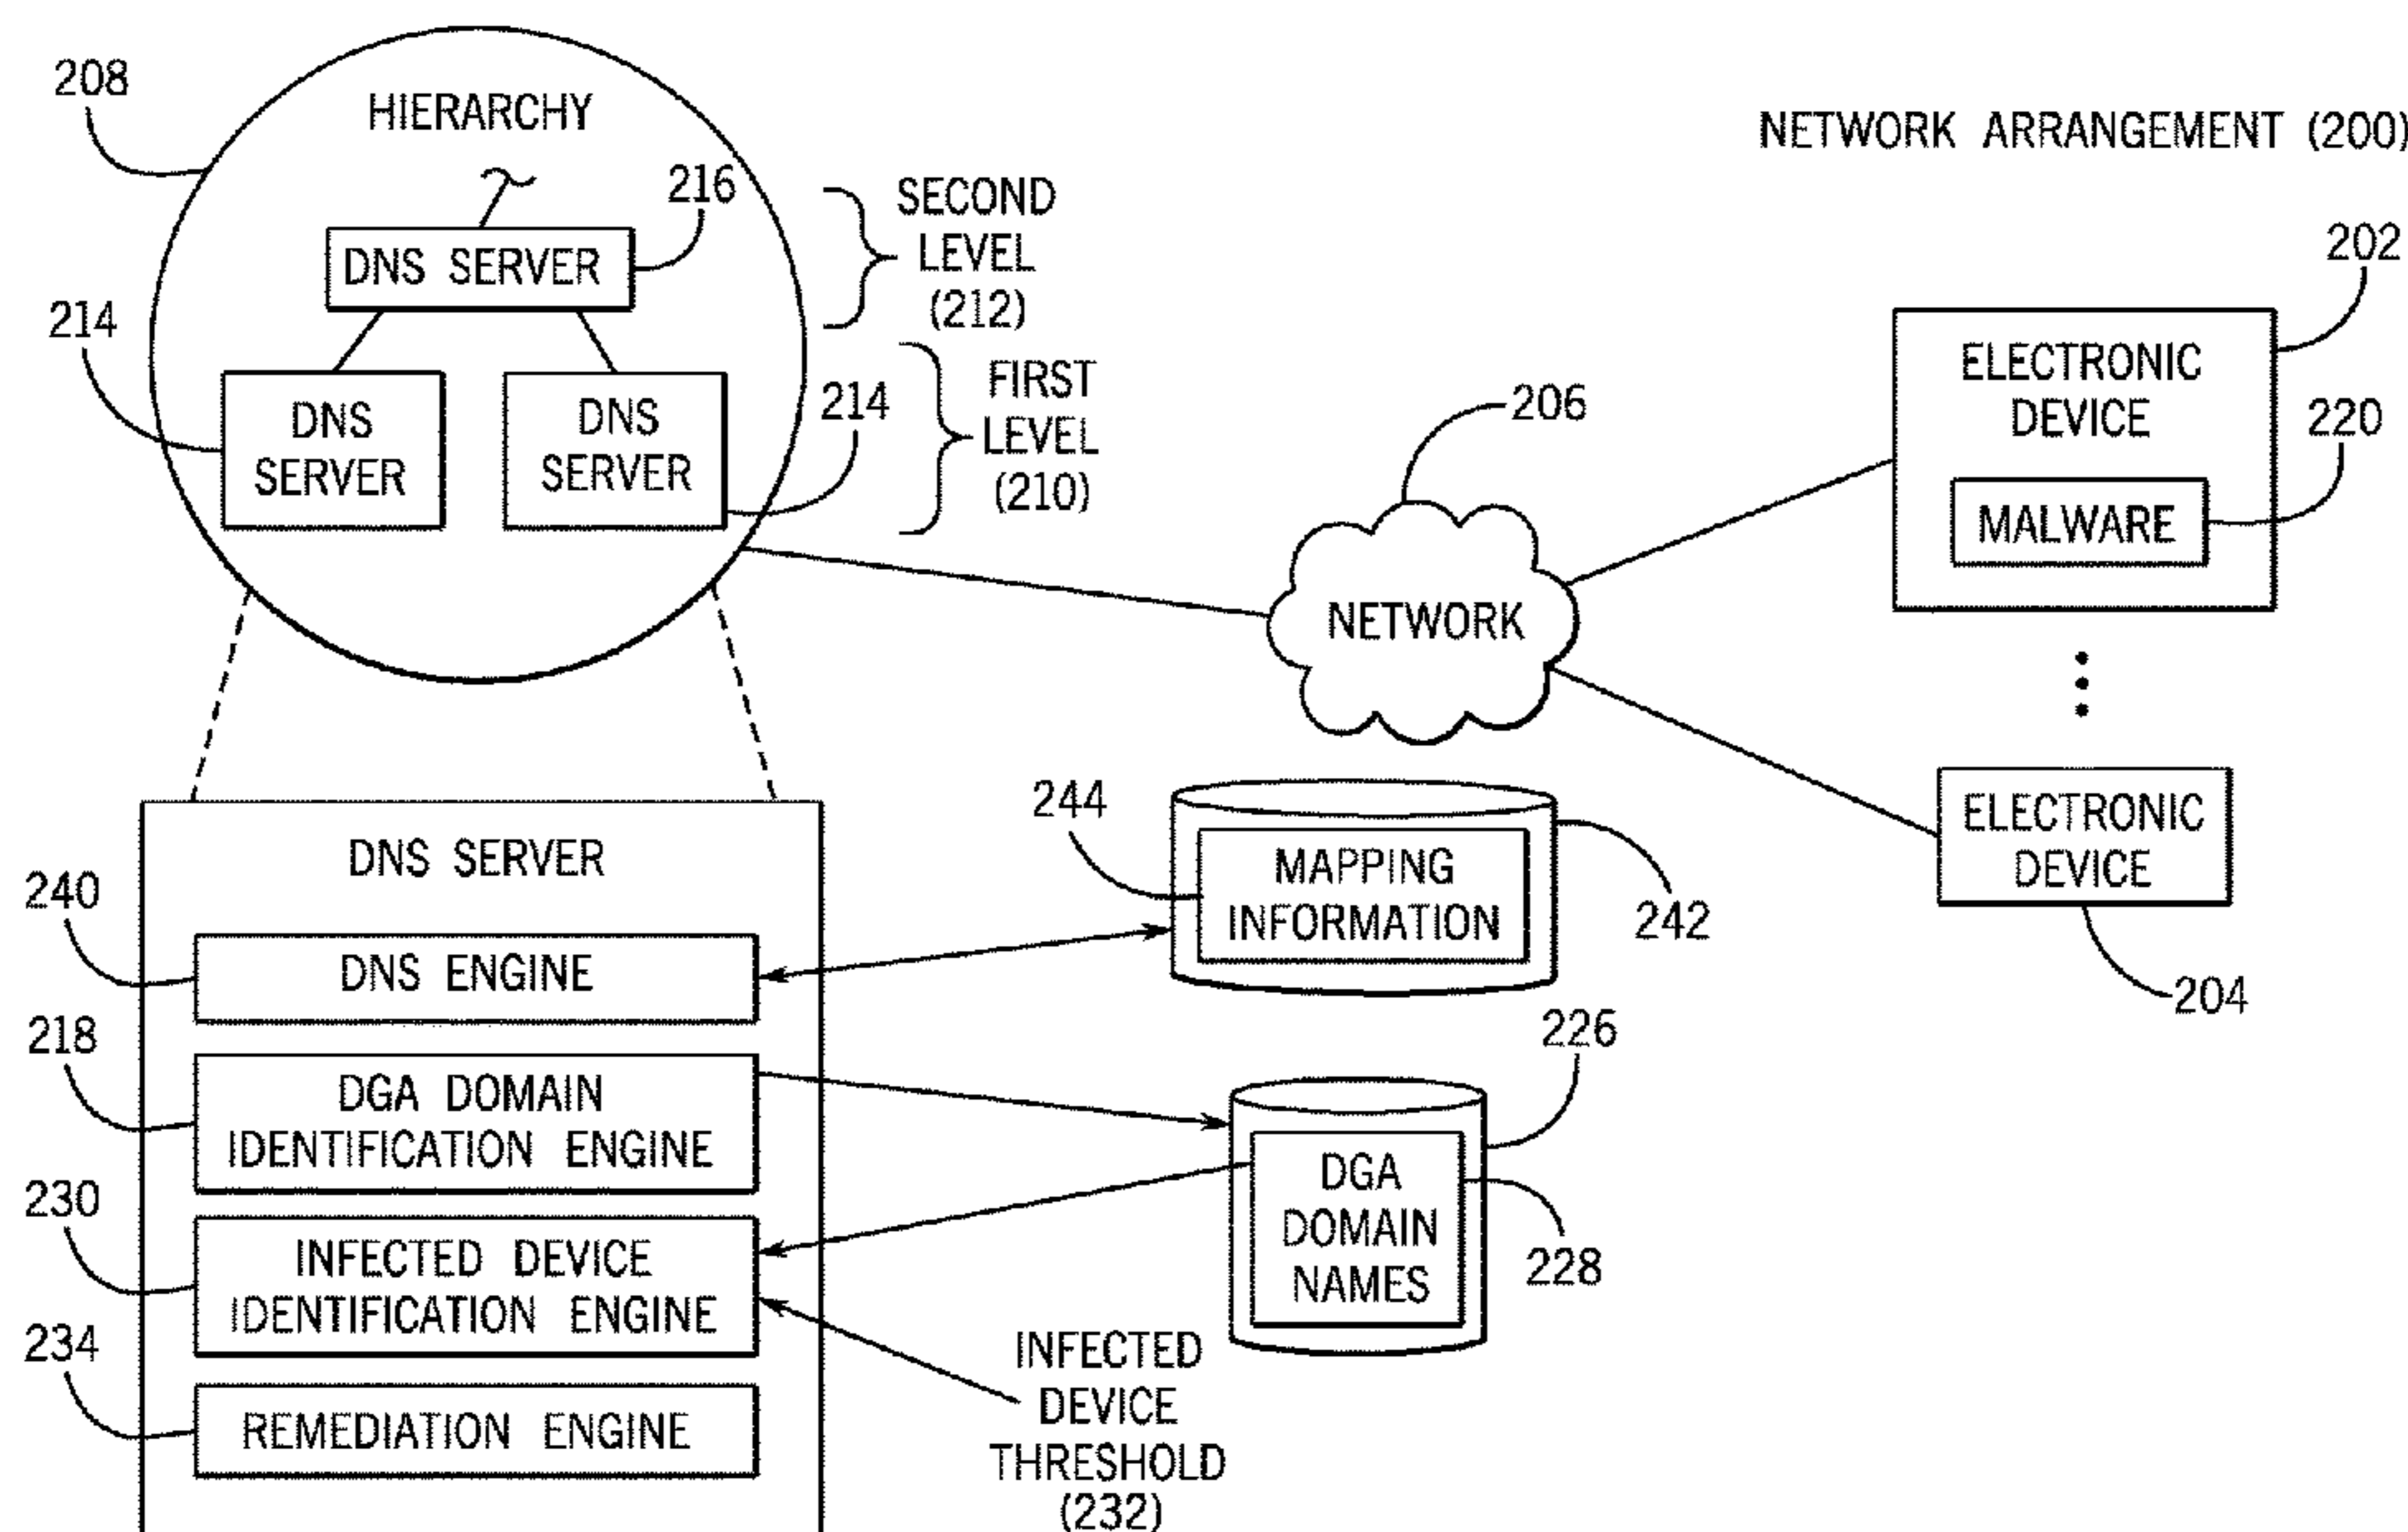 208
HIERARCHY
NETWORK ARRANGEMENT (200)
216
SECOND
LEVEL
(212)
DNS SERVER
202
214
DNS
SERVER
DNS
SERVER
214
FIRST
LEVEL
(210)
206
ELECTRONIC
DEVICE
220
MALWARE
NETWORK
ELECTRONIC
DEVICE
204
244
MAPPING
INFORMATION
242
DNS SERVER
240
DNS ENGINE
218
DGA DOMAIN
IDENTIFICATION ENGINE
226
DGA
DOMAIN
NAMES
228
230
INFECTED DEVICE
IDENTIFICATION ENGINE
234
REMEDIATION ENGINE
INFECTED
DEVICE
THRESHOLD
(232)